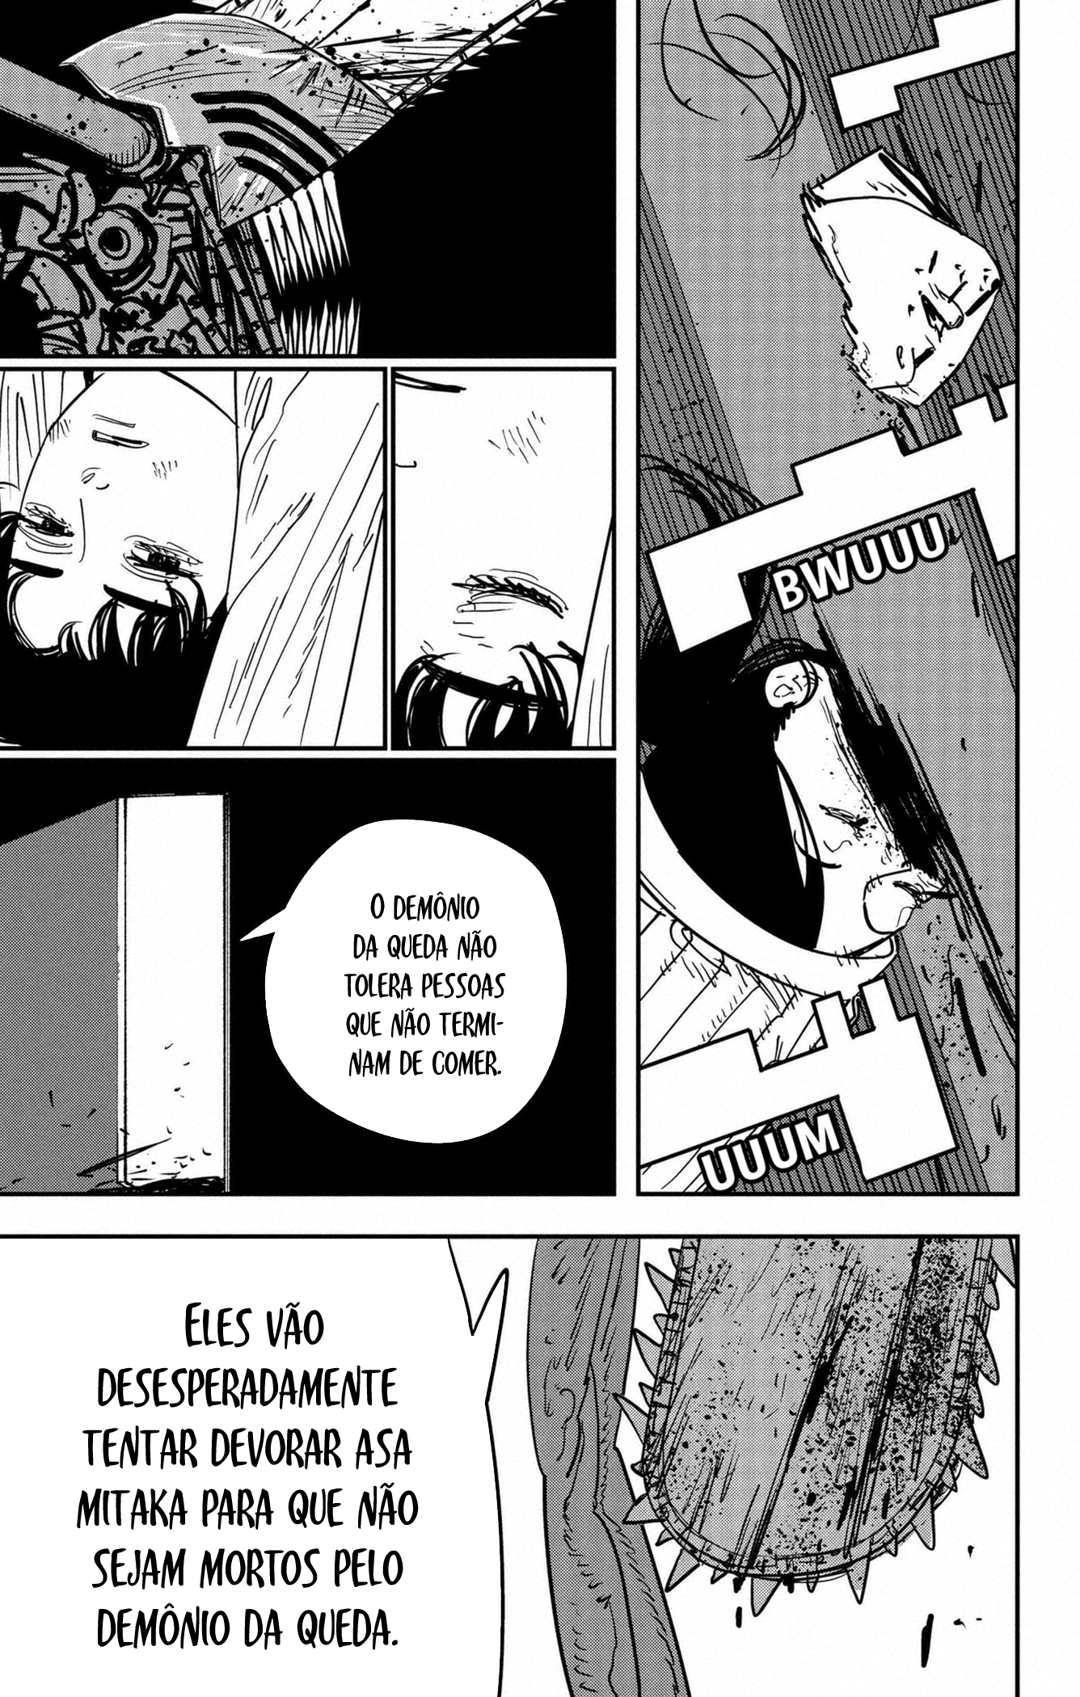 BWUUU
UUUM
O DEMÔNIO
DA QUEDA NÃO
TOLERA PESSOAS
QUE NÃO TERMI-
NAM DE COMER.
ELES VÃO
DESESPERADAMENTE
TENTAR DEVORAR ASA
MITAKA PARA QUE NÃO
SEJAM MORTOS PELO
DEMÔNIO DA QUEDA.